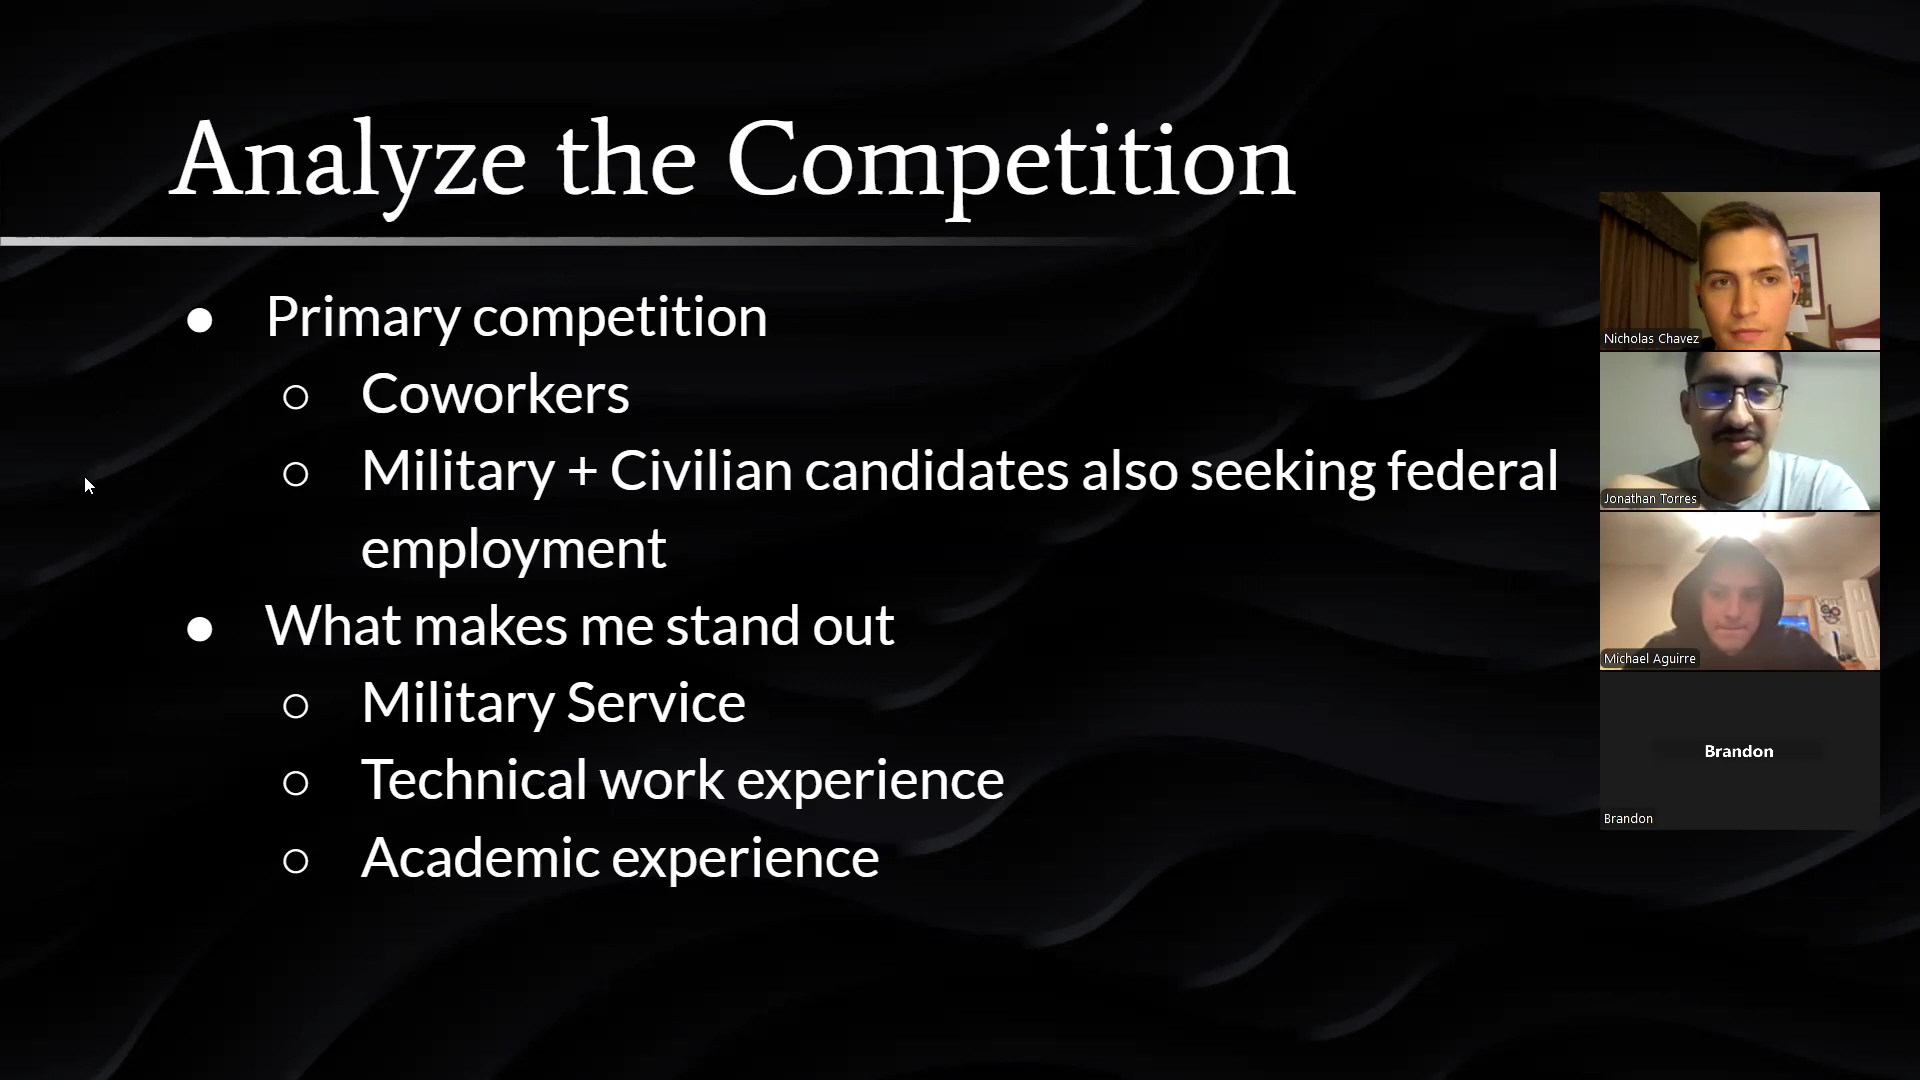 Analyze the Competition
● Primary competition
○ Coworkers
○ Military + Civilian candidates also seeking federal
employment
● What makes me stand out
○ Military Service
○ Technical work experience
○ Academic experience
Nicholas Chavez
Jonathan Torres
Michael Aguirre
Brandon
Brandon